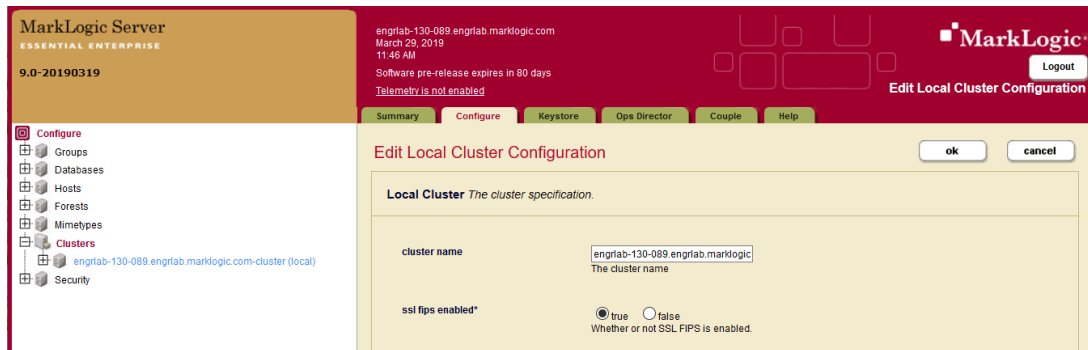 MarkLogic Server
ESSENTIAL ENTERPRISE
9.0-20190319
engrlab-130-089.engrlab.marklogic.com
March 29, 2019
11:46 AM
Software pre-release expires in 80 days
Telemetry is not enabled
MarkLogic
Logout
Edit Local Cluster Configuration
Summary Configure Keystore Ops Director Couple Help
Configure
Groups
Databases
Hosts
Forests
Mimetypes
Clusters
engrlab-130-089.engrlab.marklogic.com-cluster (local)
Security
Edit Local Cluster Configuration
ok cancel
Local Cluster The cluster specification.
cluster name engrlab-130-089.engrlab.marklogic
The cluster name
ssl fips enabled* true false
Whether or not SSL FIPS is enabled.